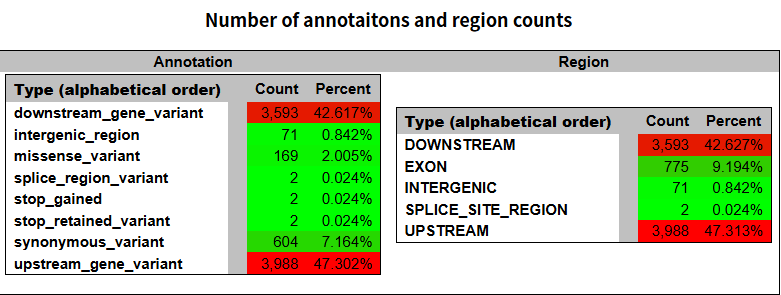 Number of annotaitons and region counts
Annotation
Type (alphabetical order) Count Percent
downstream_gene_variant 3,593 42.617%
intergenic_region 71 0.842%
missense_variant 169 2.005%
splice_region_variant 2 0.024%
stop_gained 2 0.024%
stop_retained_variant 2 0.024%
synonymous_variant 604 7.164%
upstream_gene_variant 3,988 47.302%
Region
Type (alphabetical order) Count Percent
DOWNSTREAM 3,593 42.627%
EXON 775 9.194%
INTERGENIC 71 0.842%
SPLICE_SITE_REGION 2 0.024%
UPSTREAM 3,988 47.313%